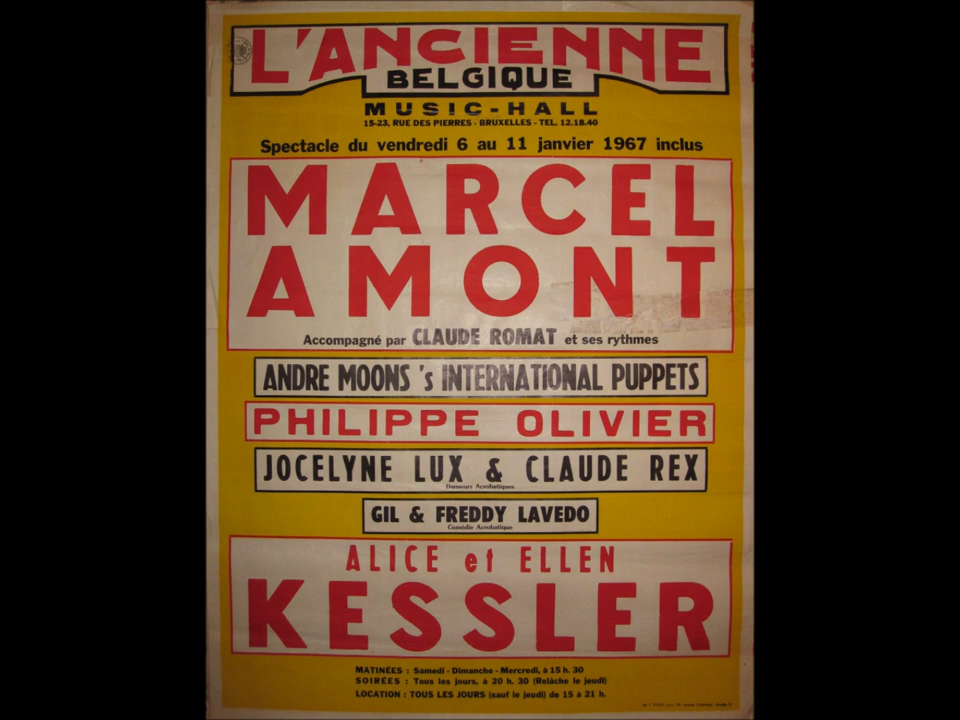 L'ANCIENNE
BELGIQUE
MUSIC-HALL
15-23, RUE DES PIERRES - BRUXELLES - TEL. 12.18.40
Spectacle du vendredi 6 au 11 janvier 1967 inclus
MARCEL
AMONT
Accompagné par CLAUDE ROMAT et ses rythmes
ANDRE MOONS 's INTERNATIONAL PUPPETS
PHILIPPE OLIVIER
JOCELYNE LUX & CLAUDE REX
Danseurs Acrobatiques
GIL & FREDDY LAVEDO
Comédie Acrobatique
ALICE et ELLEN
KESSLER
MATINÉES : Samedi - Dimanche - Mercredi, à 15 h. 30
SOIRÉES : Tous les jours, à 20 h. 30 (Relâche le jeudi)
LOCATION : TOUS LES JOURS (sauf le jeudi) de 15 à 21 h.